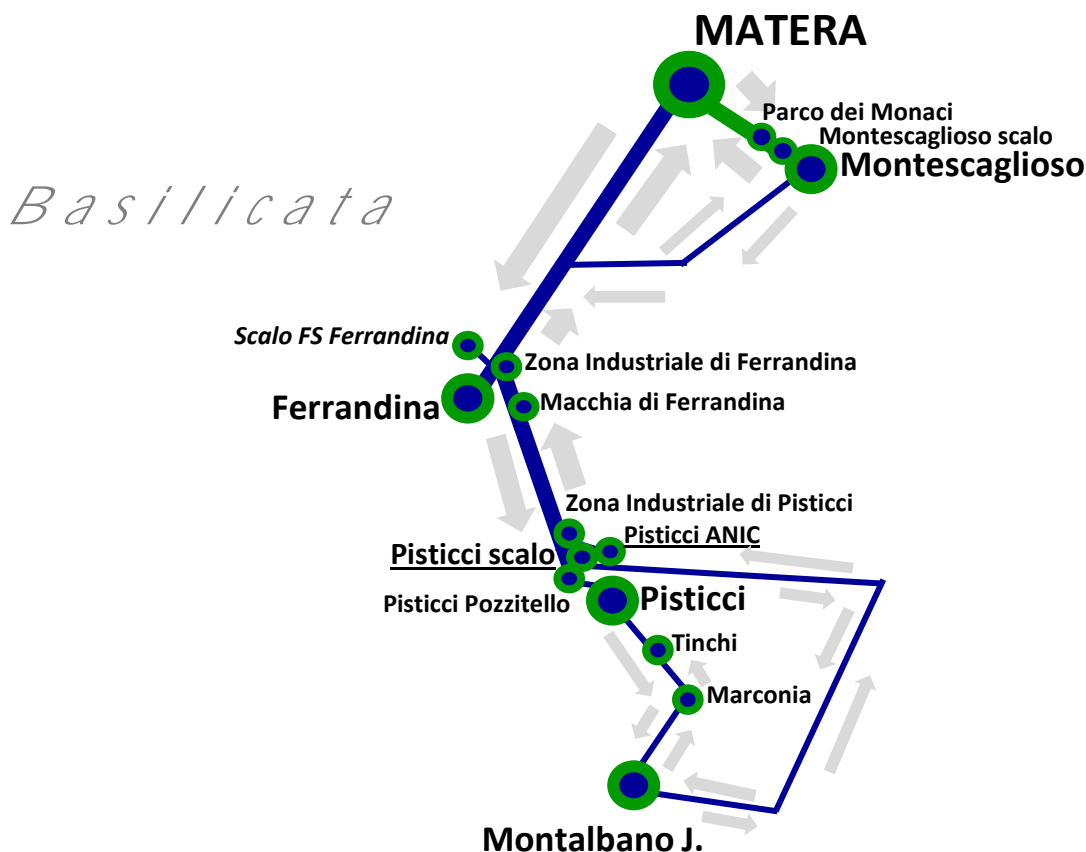 MATERA
Parco dei Monaci
Montescaglioso scalo
Montescaglioso
Basilicata
Scalo FS Ferrandina
Zona Industriale di Ferrandina
Ferrandina
Macchia di Ferrandina
Zona Industriale di Pisticci
Pisticci ANIC
Pisticci scalo
Pisticci Pozzitello
Pisticci
Tinchi
Marconia
Montalbano J.